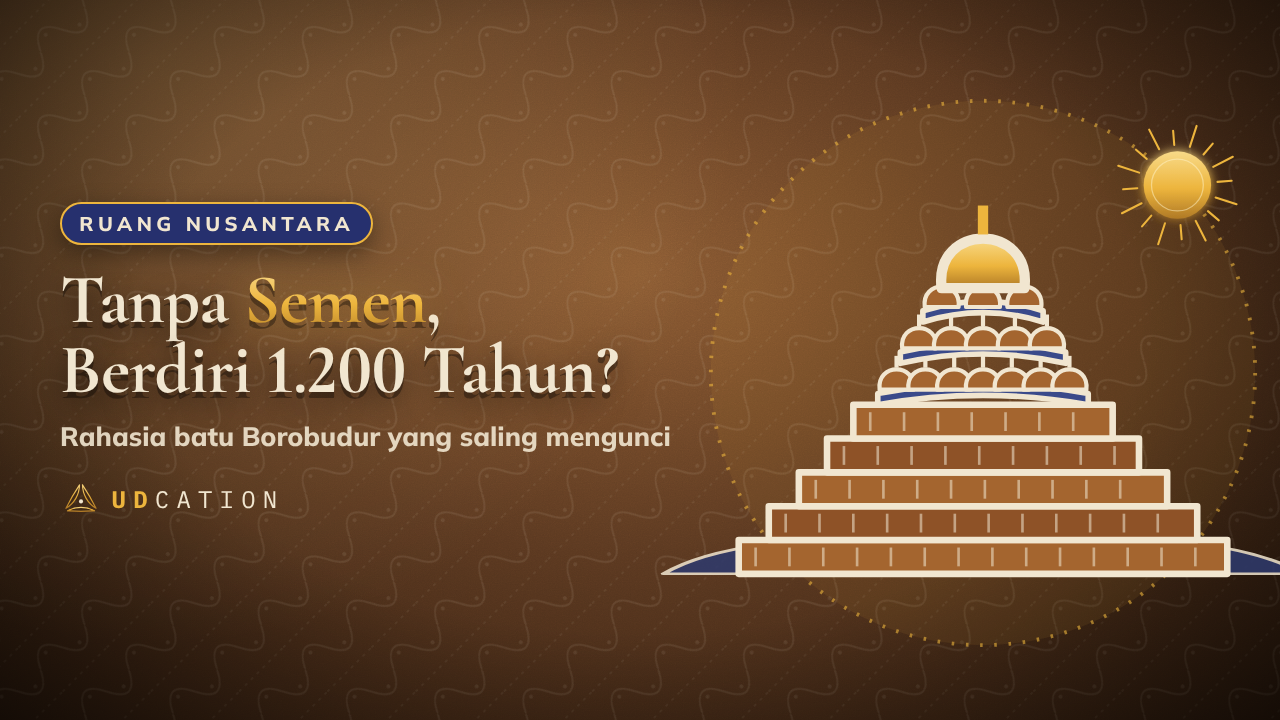 RUANG NUSANTARA
Tanpa Semen,
Berdiri 1.200 Tahun?
Rahasia batu Borobudur yang saling mengunci
UDCATION